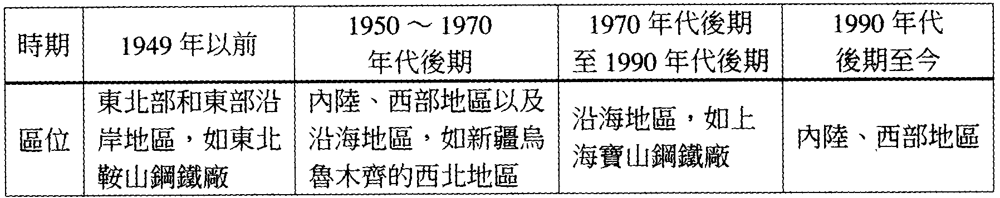 時期
1949 年以前
1950 ～ 1970
年代後期
1970 年代後期
至 1990 年代後期
1990 年代
後期至今
區位
東北部和東部沿
岸地區，如東北
鞍山鋼鐵廠
內陸、西部地區以及
沿海地區，如新疆烏
魯木齊的西北地區
沿海地區，如上
海寶山鋼鐵廠
內陸、西部地區